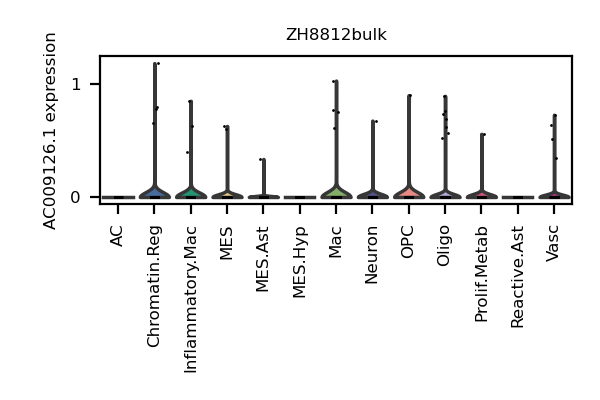 ZH8812bulk
AC009126.1 expression
1
0
AC
Chromatin.Reg
Inflammatory.Mac
MES
MES.Ast
MES.Hyp
Mac
Neuron
OPC
Oligo
Prolif.Metab
Reactive.Ast
Vasc